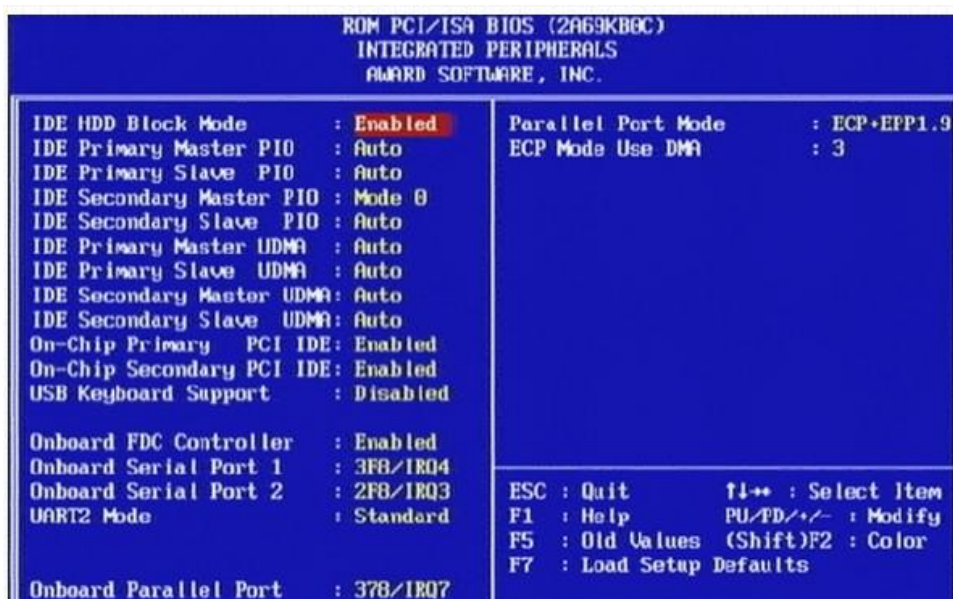 ROM PCI/ISA BIOS (2A69KB0C)
INTEGRATED PERIPHERALS
AWARD SOFTWARE, INC.
IDE HDD Block Mode : Enabled
IDE Primary Master PIO : Auto
IDE Primary Slave PIO : Auto
IDE Secondary Master PIO : Mode 0
IDE Secondary Slave PIO : Auto
IDE Primary Master UDMA : Auto
IDE Primary Slave UDMA : Auto
IDE Secondary Master UDMA: Auto
IDE Secondary Slave UDMA: Auto
On-Chip Primary PCI IDE: Enabled
On-Chip Secondary PCI IDE: Enabled
USB Keyboard Support : Disabled
Onboard FDC Controller : Enabled
Onboard Serial Port 1 : 3F8/IRQ4
Onboard Serial Port 2 : 2F8/IRQ3
UART2 Mode : Standard
Onboard Parallel Port : 378/IRQ7
Parallel Port Mode : ECP+EPP1.9
ECP Mode Use DMA : 3
ESC : Quit ↑↓→← : Select Item
F1 : Help PU/PD/+/- : Modify
F5 : Old Values (Shift)F2 : Color
F7 : Load Setup Defaults